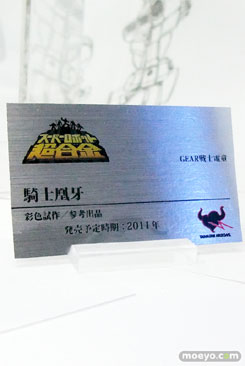 スーパーロボット
超合金
GEAR戦士電童
騎士凰牙
彩色試作／参考出品
発売予定時期：2011年
TAMASHII NATIONS
moeyo.com